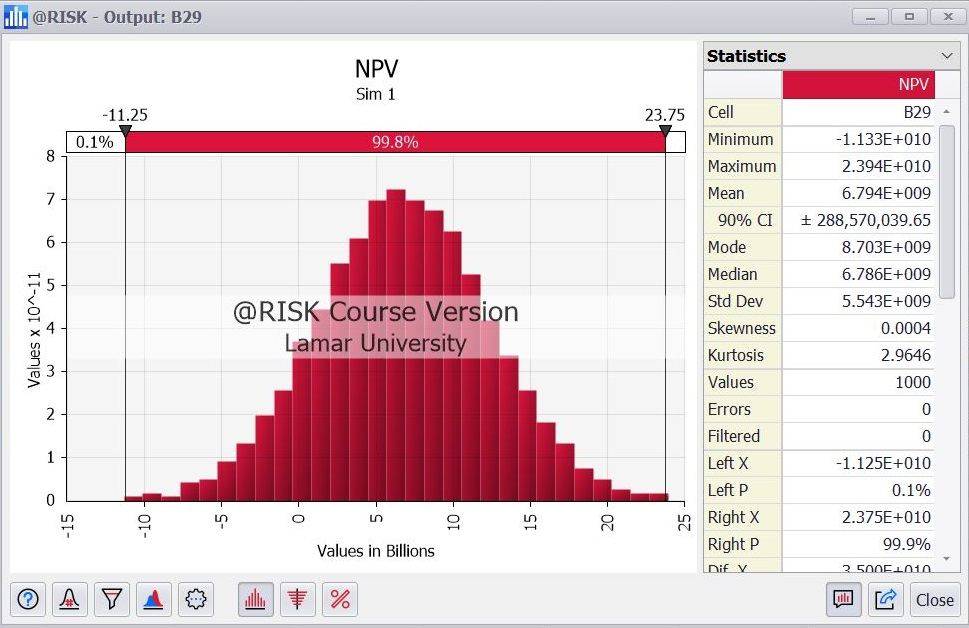 @RISK - Output: B29
NPV
Sim 1
-11.25 23.75
0.1% 99.8%
8
7
6
5
4
3
2
1
0
Values x 10^-11
@RISK Course Version
Lamar University
-15 -10 -5 0 5 10 15 20 25
Values in Billions
Statistics
NPV
Cell B29
Minimum -1.133E+010
Maximum 2.394E+010
Mean 6.794E+009
90% CI ± 288,570,039.65
Mode 8.703E+009
Median 6.786E+009
Std Dev 5.543E+009
Skewness 0.0004
Kurtosis 2.9646
Values 1000
Errors 0
Filtered 0
Left X -1.125E+010
Left P 0.1%
Right X 2.375E+010
Right P 99.9%
Dif. X 3.500E+010
Close